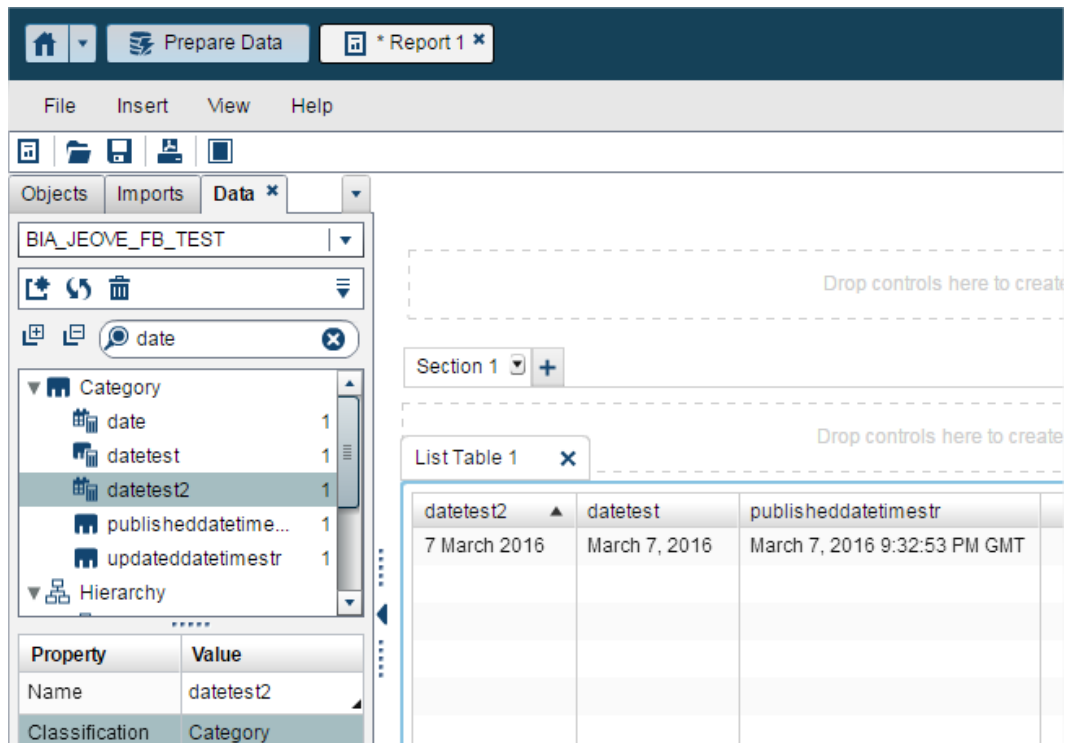 Prepare Data
* Report 1
File Insert View Help
Objects Imports Data
BIA_JEOVE_FB_TEST
date
Category
date 1
datetest 1
datetest2 1
publisheddatetime... 1
updateddatetimestr 1
Hierarchy
Property Value
Name datetest2
Classification Category
Drop controls here to create
Section 1
Drop controls here to create
List Table 1
datetest2 datetest publisheddatetimestr
7 March 2016 March 7, 2016 March 7, 2016 9:32:53 PM GMT